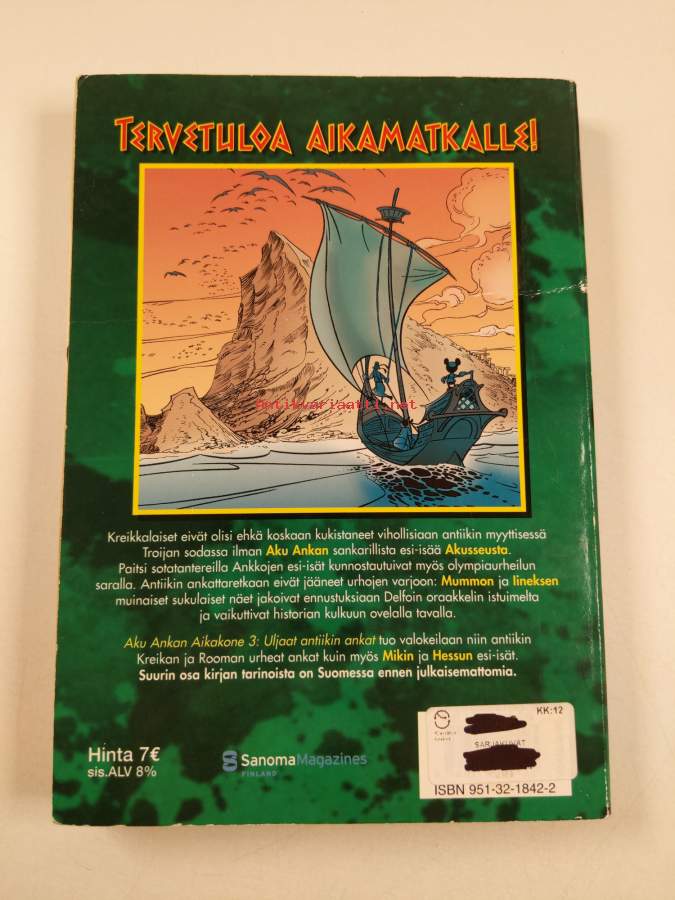 TERVETULOA AIKAMATKALLE!
antikvariaatti.net
Kreikkalaiset eivät olisi ehkä koskaan kukistaneet vihollisiaan antiikin myyttisessä
Troijan sodassa ilman Aku Ankan sankarillista esi-isää Akusseusta.
Paitsi sotatantereilla Ankkojen esi-isät kunnostautuivat myös olympiaurheilun
saralla. Antiikin ankattaretkaan eivät jääneet urhojen varjoon: Mummon ja Iineksen
muinaiset sukulaiset näet jakoivat ennustuksiaan Delfoin oraakkelin istuimelta
ja vaikuttivat historian kulkuun ovelalla tavalla.
Aku Ankan Aikakone 3: Uljaat antiikin ankat tuo valokeilaan niin antiikin
Kreikan ja Rooman urheat ankat kuin myös Mikin ja Hessun esi-isät.
Suurin osa kirjan tarinoista on Suomessa ennen julkaisemattomia.
KK:12
SARJAKUVAT
Hinta 7€
sis.ALV 8%
SanomaMagazines
FINLAND
ISBN 951-32-1842-2